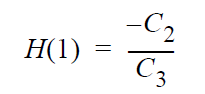 H(1) = -C₂ / C₃